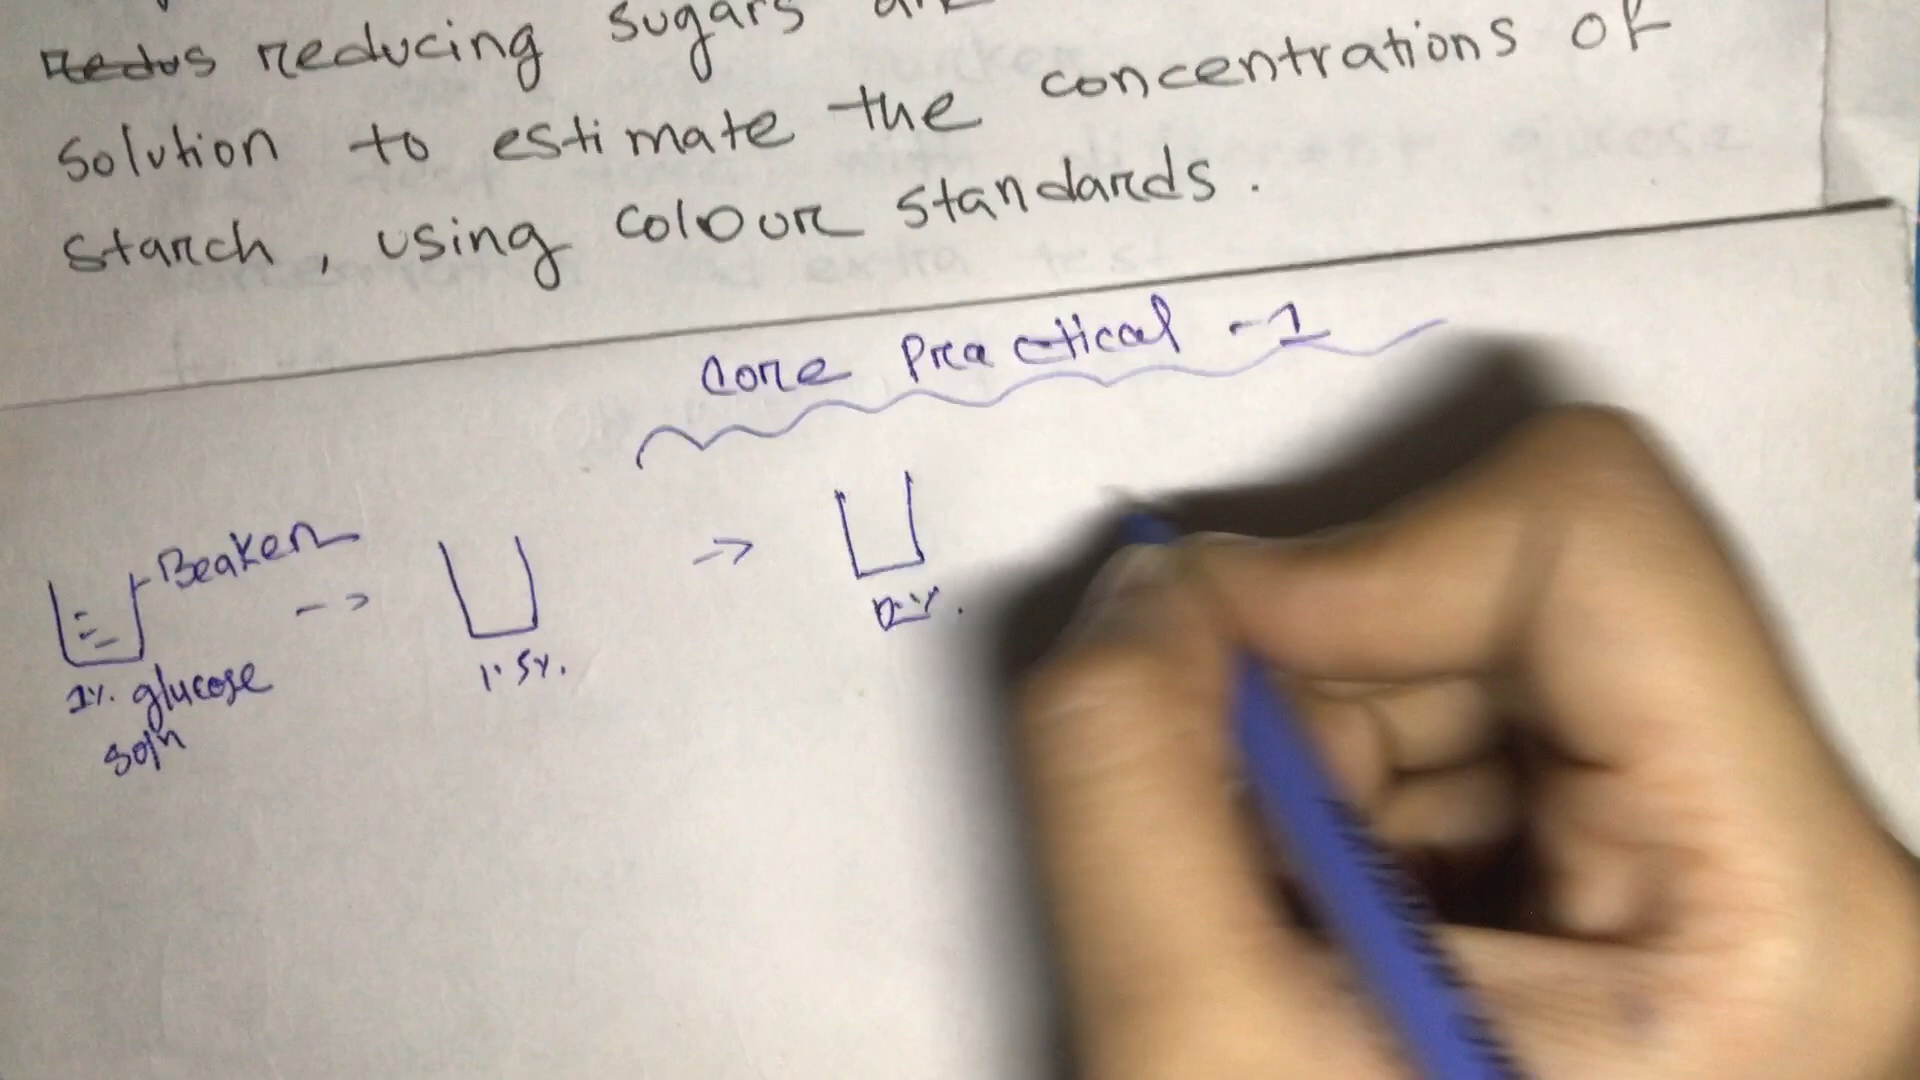 reducing sugars
solution to estimate the concentrations of
starch, using colour standards.
Core Practical - 1
Beaker
-> ->
1% glucose
soln
1.5%.
2%.